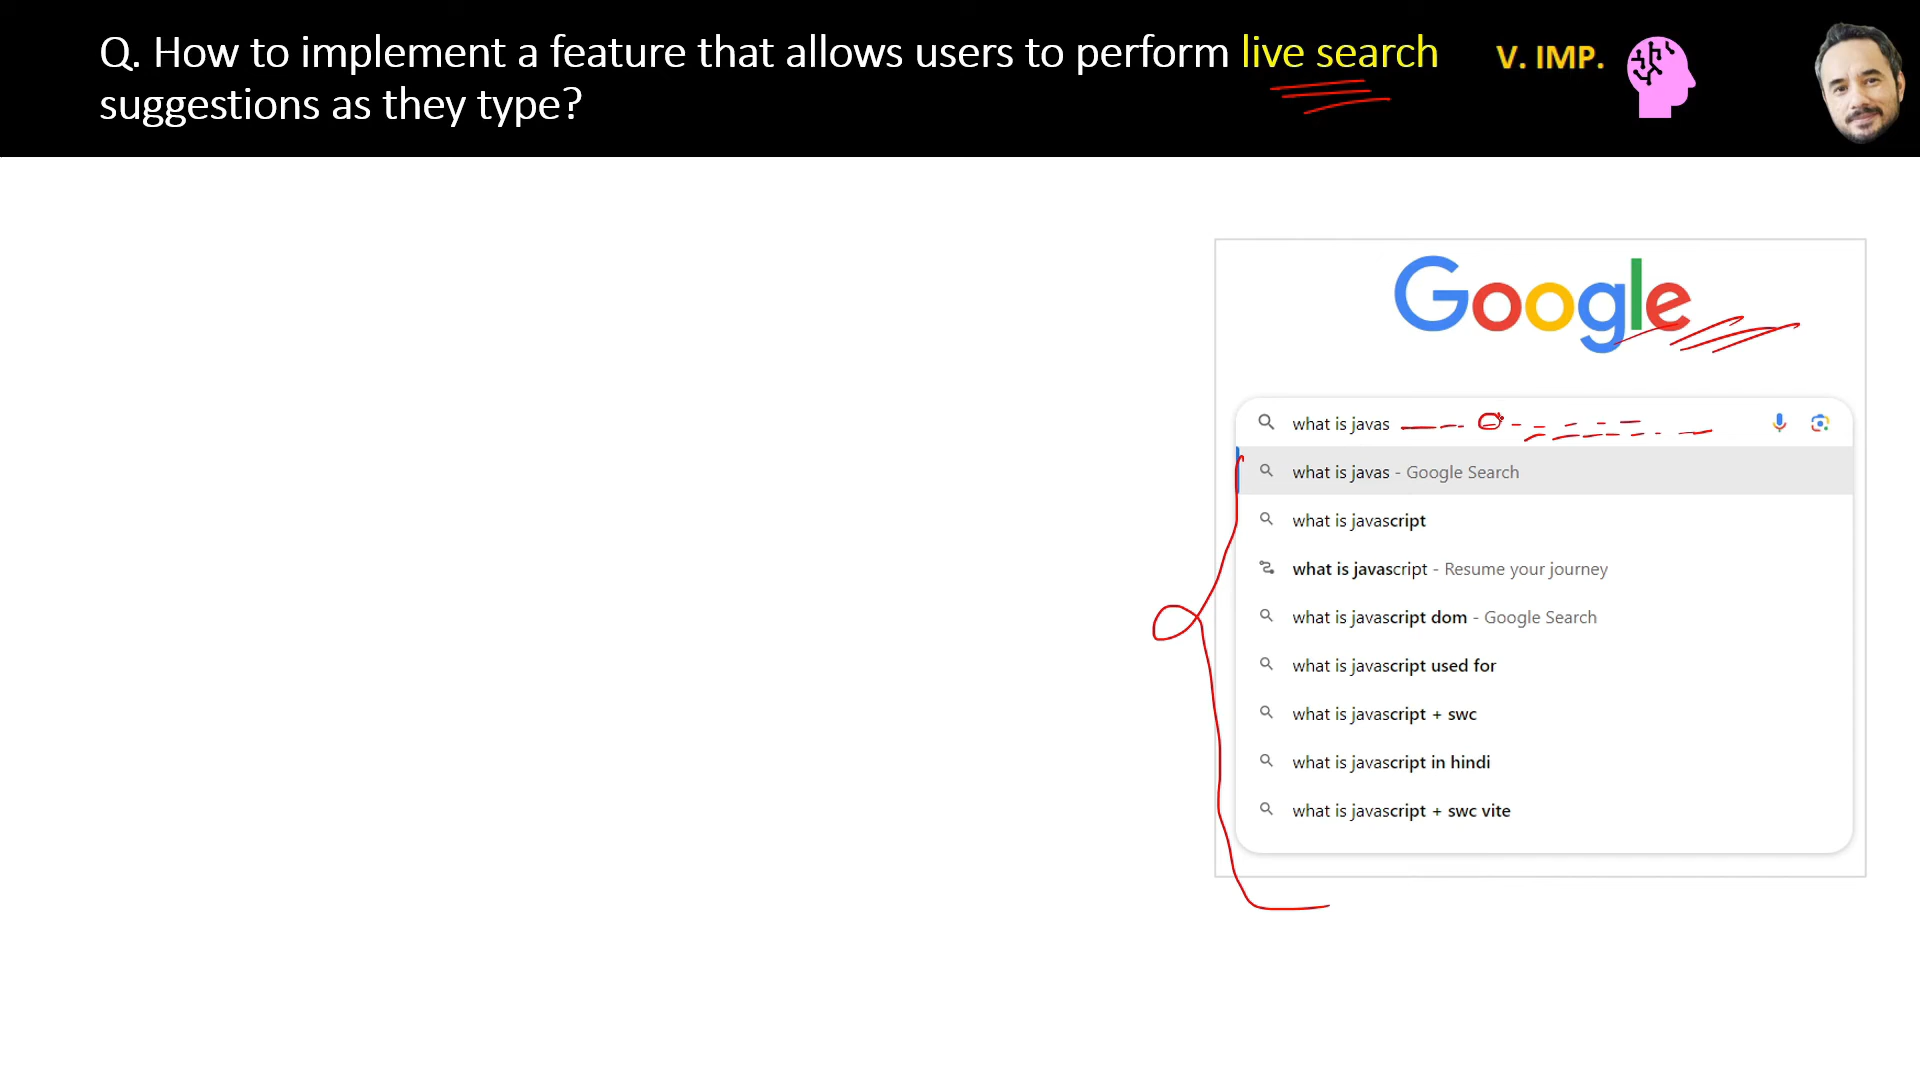 Q. How to implement a feature that allows users to perform live search
suggestions as they type?
V. IMP.
Google
what is javas
what is javas - Google Search
what is javascript
what is javascript - Resume your journey
what is javascript dom - Google Search
what is javascript used for
what is javascript + swc
what is javascript in hindi
what is javascript + swc vite